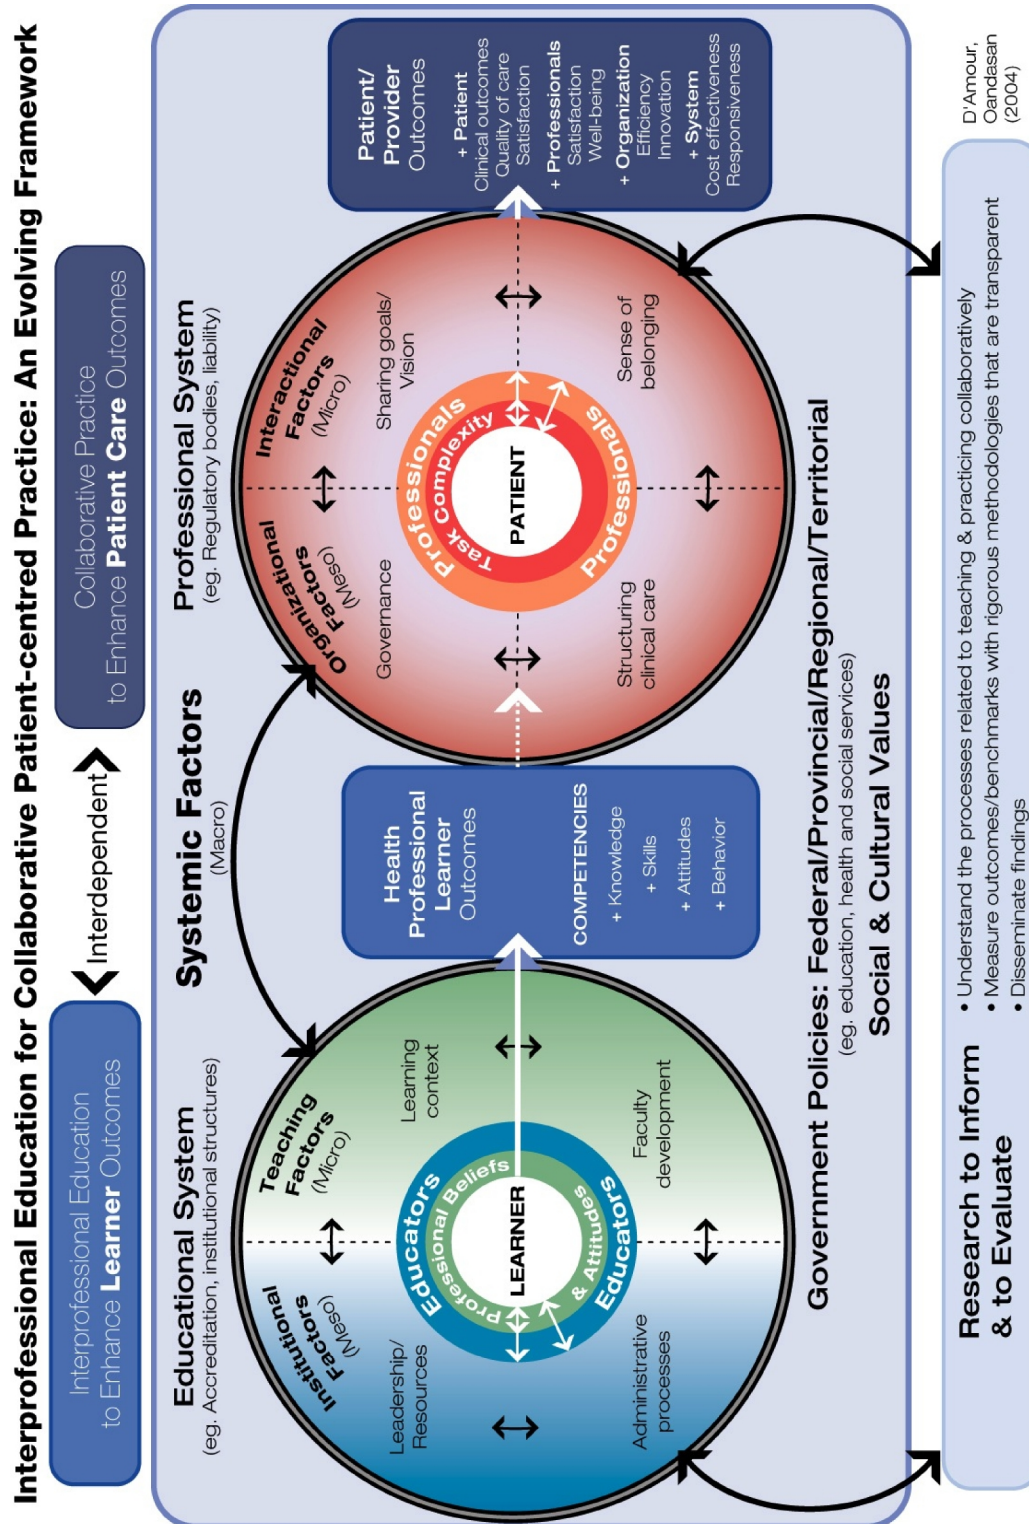 Interprofessional Education for Collaborative Patient-centred Practice: An Evolving Framework
Interprofessional Education
to Enhance Learner Outcomes
Interdependent
Collaborative Practice
to Enhance Patient Care Outcomes
Educational System
(eg. Accreditation, institutional structures)
Systemic Factors
(Macro)
Professional System
(eg. Regulatory bodies, liability)
Institutional
Factors
(Meso)
Teaching
Factors
(Micro)
Leadership/
Resources
Learning
context
Educators
Professional Beliefs
LEARNER
& Attitudes
Educators
Administrative
processes
Faculty
development
Health
Professional
Learner
Outcomes
COMPETENCIES
+ Knowledge
+ Skills
+ Attitudes
+ Behavior
Organizational
Factors
(Meso)
Interactional
Factors
(Micro)
Governance
Sharing goals/
Vision
Professionals
Task Complexity
PATIENT
Professionals
Structuring
clinical care
Sense of
belonging
Patient/
Provider
Outcomes
+ Patient
Clinical outcomes
Quality of care
Satisfaction
+ Professionals
Satisfaction
Well-being
+ Organization
Efficiency
Innovation
+ System
Cost effectiveness
Responsiveness
Government Policies: Federal/Provincial/Regional/Territorial
(eg. education, health and social services)
Social & Cultural Values
Research to Inform
& to Evaluate
• Understand the processes related to teaching & practicing collaboratively
• Measure outcomes/benchmarks with rigorous methodologies that are transparent
• Disseminate findings
D'Amour,
Oandasan
(2004)